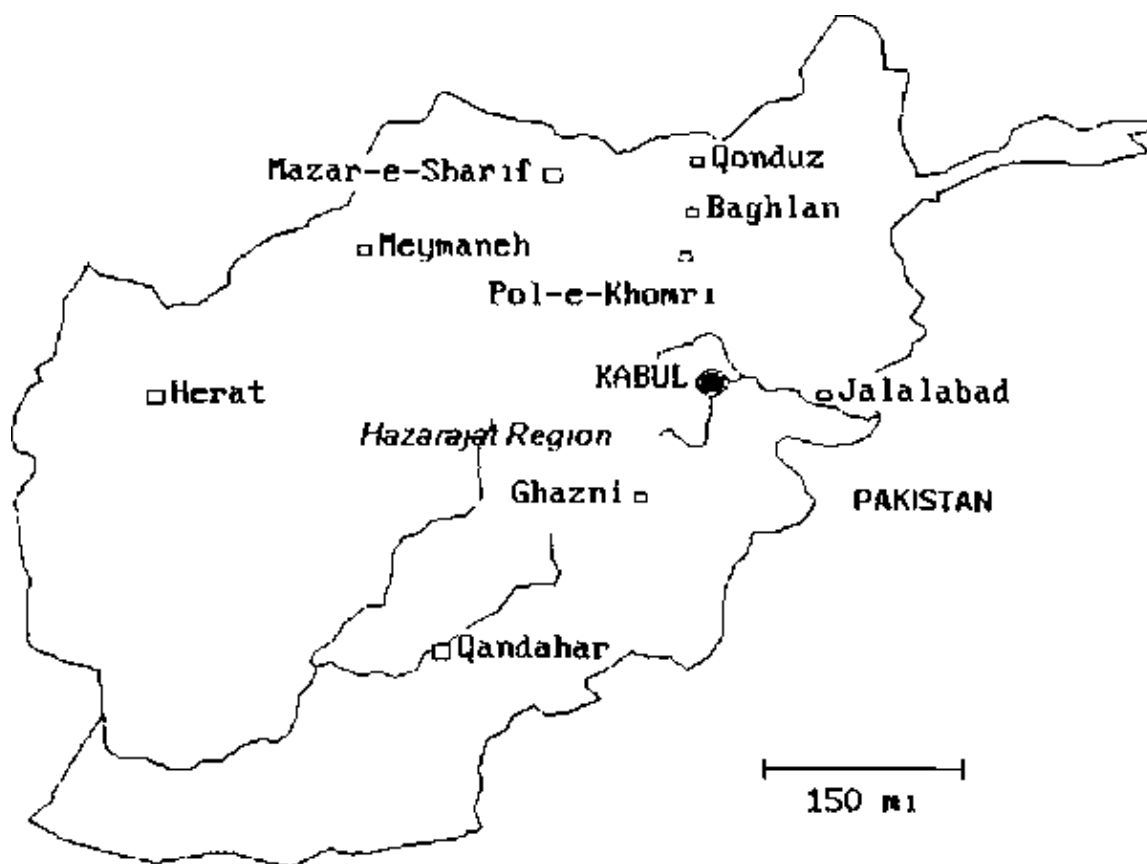 Qonduz
Mazar-e-Sharif
Baghlan
Meymaneh
Pol-e-Khomri
KABUL
Jalalabad
Herat
Hazarajat Region
Ghazni
PAKISTAN
Qandahar
150 mi